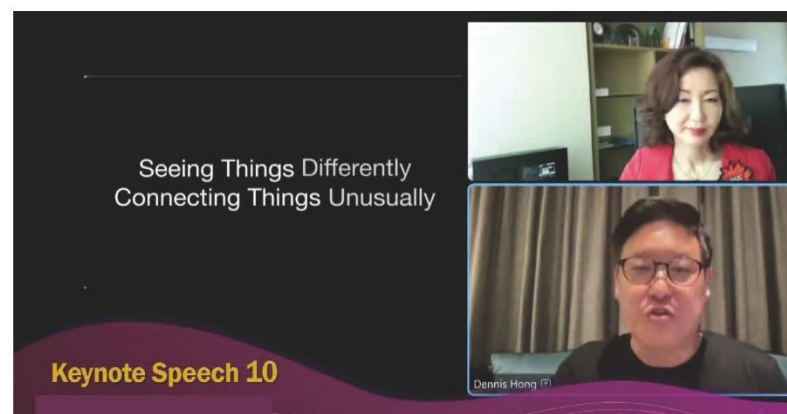 Seeing Things Differently
Connecting Things Unusually
Keynote Speech 10
Dennis Hong